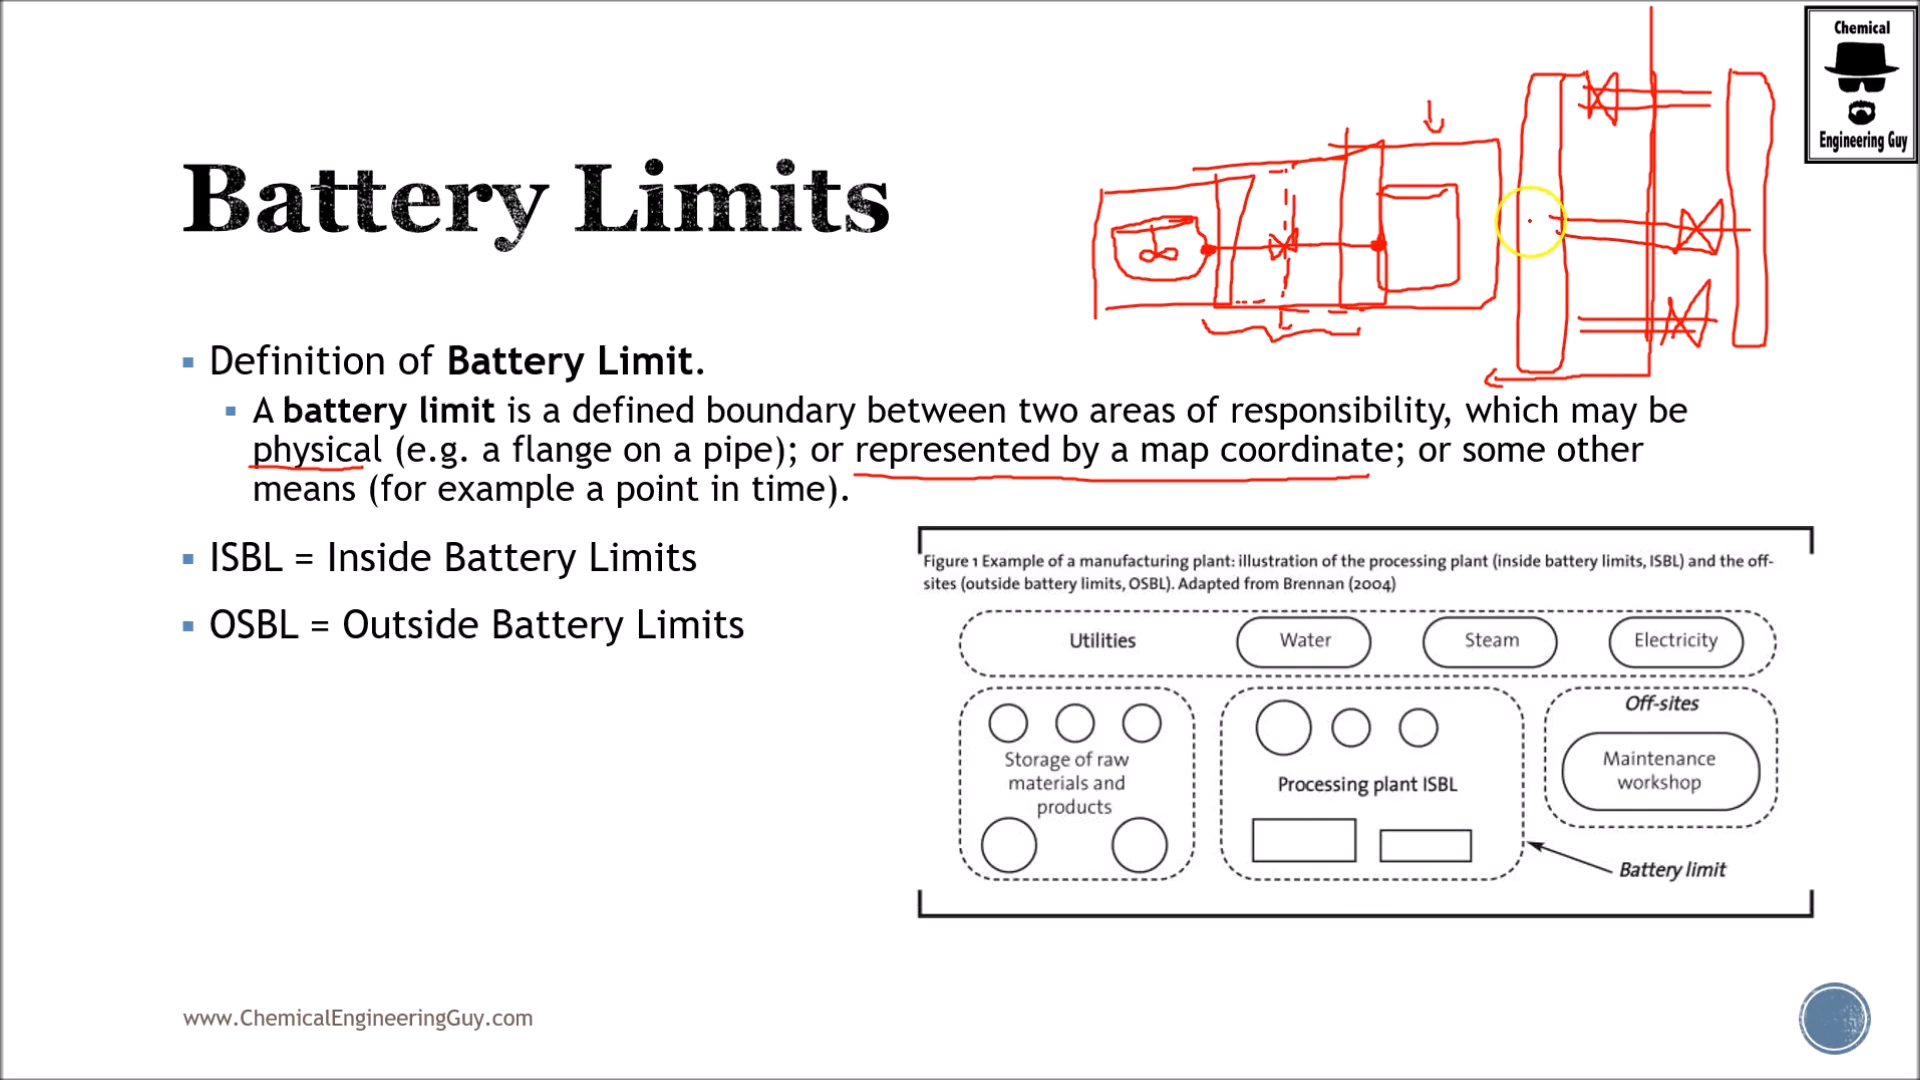 Chemical
Engineering Guy
Battery Limits
Definition of Battery Limit.
A battery limit is a defined boundary between two areas of responsibility, which may be
physical (e.g. a flange on a pipe); or represented by a map coordinate; or some other
means (for example a point in time).
ISBL = Inside Battery Limits
OSBL = Outside Battery Limits
Figure 1 Example of a manufacturing plant: illustration of the processing plant (inside battery limits, ISBL) and the off-
sites (outside battery limits, OSBL). Adapted from Brennan (2004)
Utilities
Water
Steam
Electricity
Storage of raw
materials and
products
Processing plant ISBL
Off-sites
Maintenance
workshop
Battery limit
www.ChemicalEngineeringGuy.com